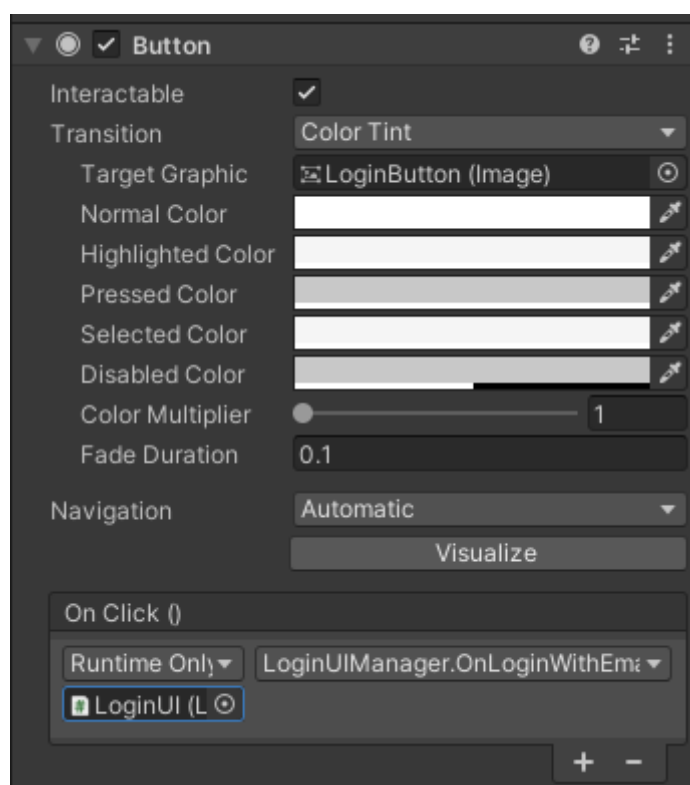 Button
Interactable
Transition Color Tint
Target Graphic LoginButton (Image)
Normal Color
Highlighted Color
Pressed Color
Selected Color
Disabled Color
Color Multiplier 1
Fade Duration 0.1
Navigation Automatic
Visualize
On Click ()
Runtime Only LoginUIManager.OnLoginWithEma
LoginUI (L